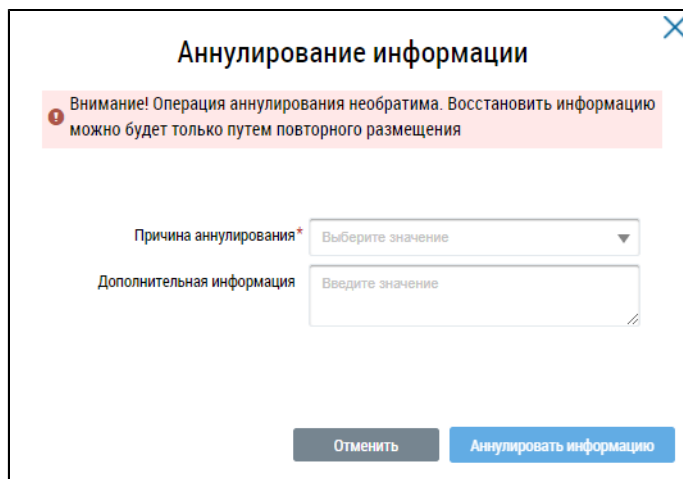 Аннулирование информации
Внимание! Операция аннулирования необратима. Восстановить информацию
можно будет только путем повторного размещения
Причина аннулирования* Выберите значение
Дополнительная информация Введите значение
Отменить Аннулировать информацию